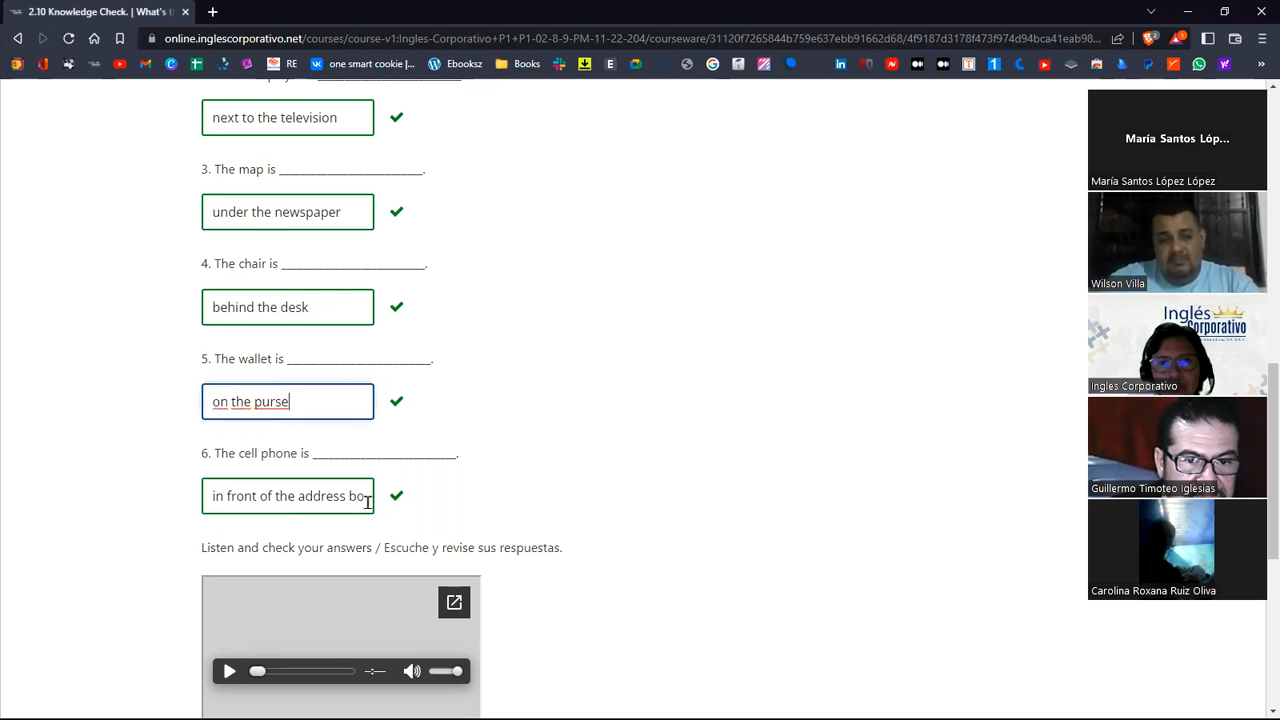 2.10 Knowledge Check. | What's th
online.inglescorporativo.net/courses/course-v1:Ingles-Corporativo+P1+P1-02-8-9-PM-11-22-204/courseware/31120f7265844b759e637ebb91662d68/4f9187d3178f473f974d94bca41eab98...
RE
one smart cookie |...
Ebooksz
Books
next to the television
3. The map is ________________________.
under the newspaper
4. The chair is ________________________.
behind the desk
5. The wallet is ________________________.
on the purse
6. The cell phone is ________________________.
in front of the address bo
Listen and check your answers / Escuche y revise sus respuestas.
-:--
María Santos Lóp...
María Santos López López
Wilson Villa
Inglés
Corporativo
Ingles Corporativo
Guillermo Timoteo Iglesias
Carolina Roxana Ruiz Oliva